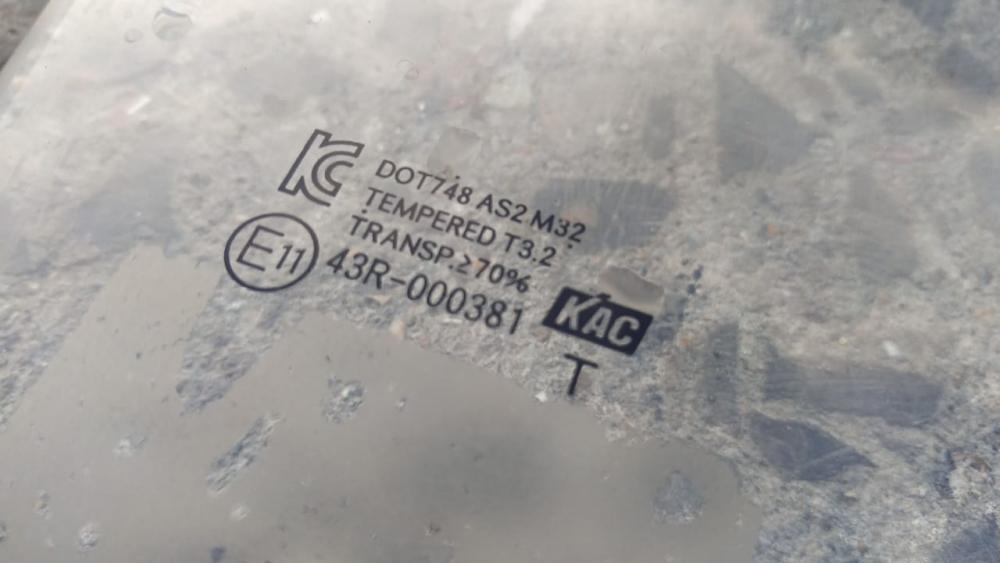 KC
DOT748 AS2 M32
TEMPERED T3.2
TRANSP.≥70%
E11 43R-000381
KAC
T